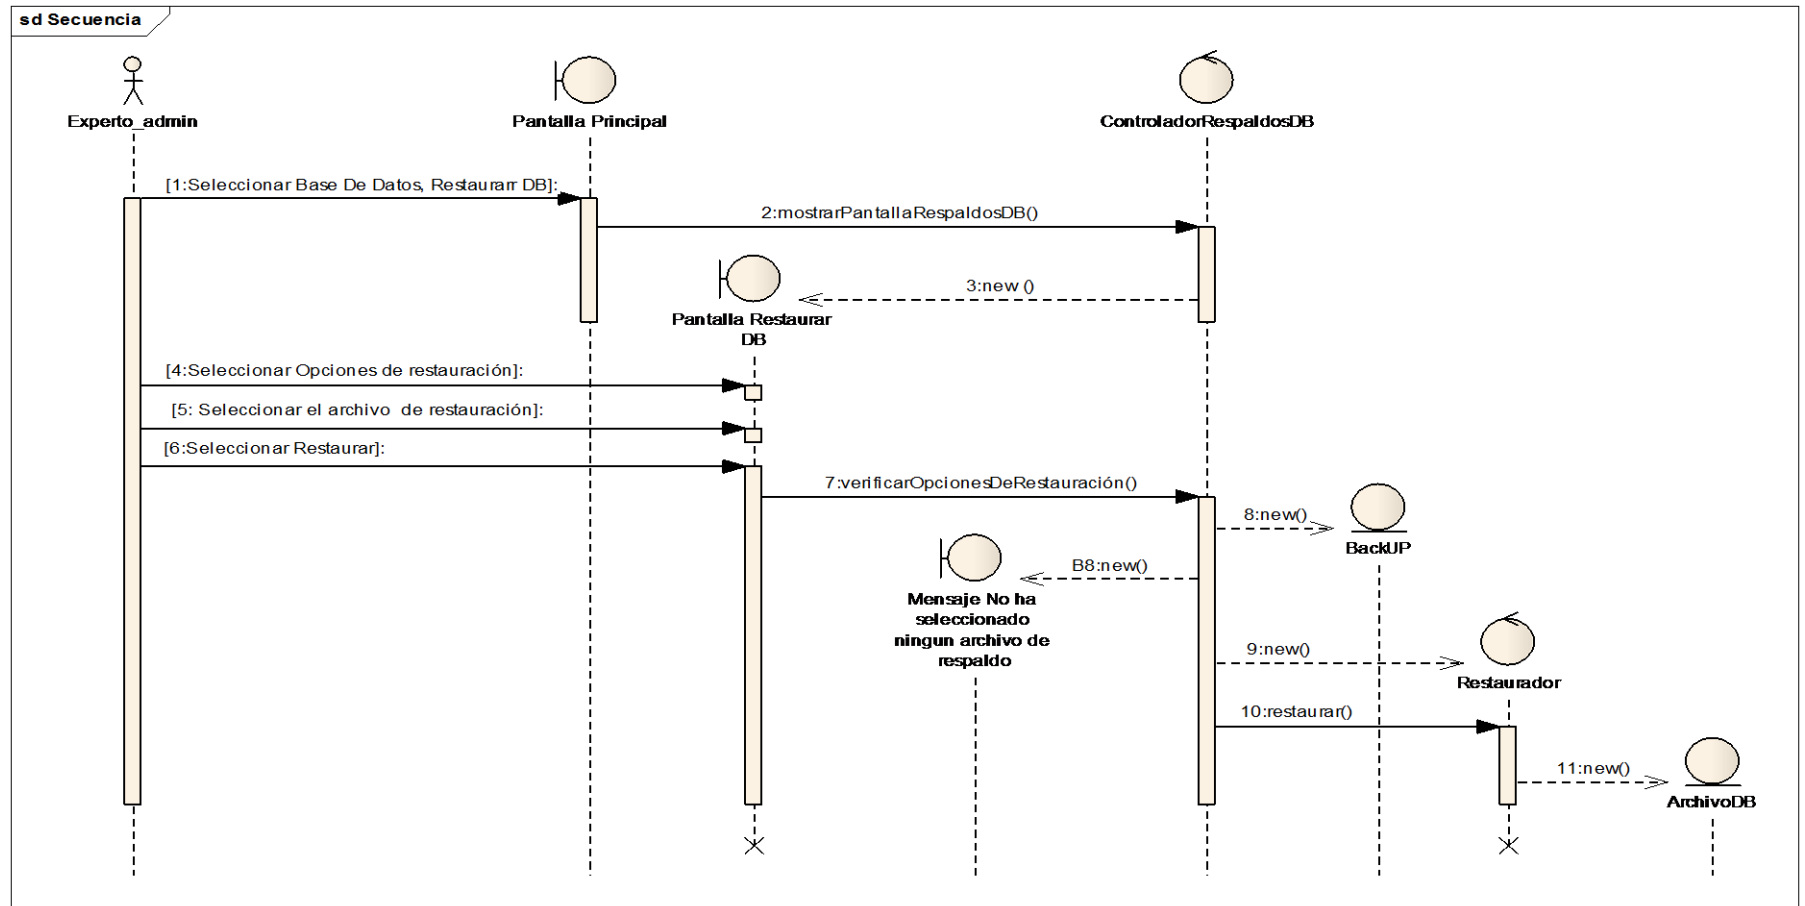 sd Secuencia
Experto_admin
Pantalla Principal
ControladorRespaldosDB
[1:Seleccionar Base De Datos, Restaurarr DB]:
2:mostrarPantallaRespaldosDB()
3:new ()
Pantalla Restaurar
DB
[4:Seleccionar Opciones de restauración]:
[5: Seleccionar el archivo de restauración]:
[6:Seleccionar Restaurar]:
7:verificarOpcionesDeRestauración()
8:new()
BackUP
B8:new()
Mensaje No ha
seleccionado
ningun archivo de
respaldo
9:new()
Restaurador
10:restaurar()
11:new()
ArchivoDB